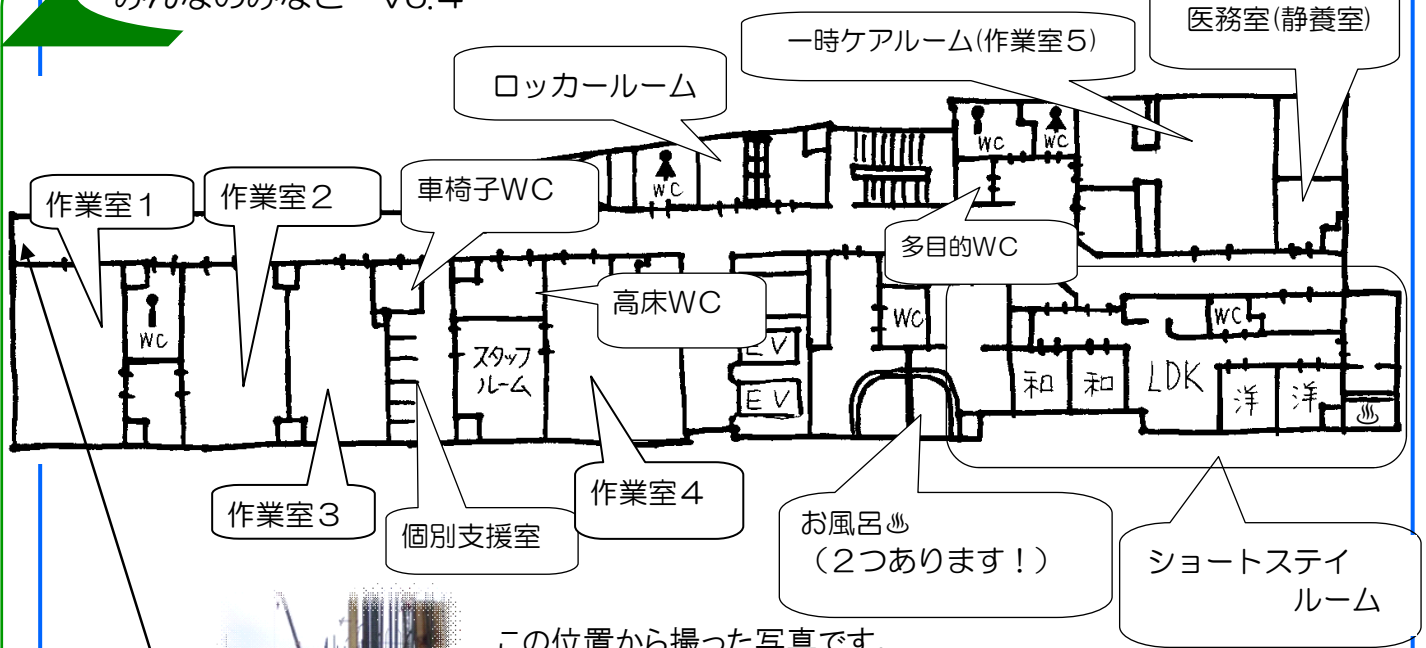 みんなのみなと Vol.4
医務室(静養室)
一時ケアルーム(作業室5)
ロッカールーム
WC
WC
WC
作業室1
作業室2
車椅子WC
多目的WC
高床WC
WC
スタッフ
ルーム
EV
EV
WC
WC
和
和
LDK
洋
洋
♨
作業室3
個別支援室
作業室4
お風呂♨
(2つあります!)
ショートステイ
ルーム
この位置から撮った写真です。